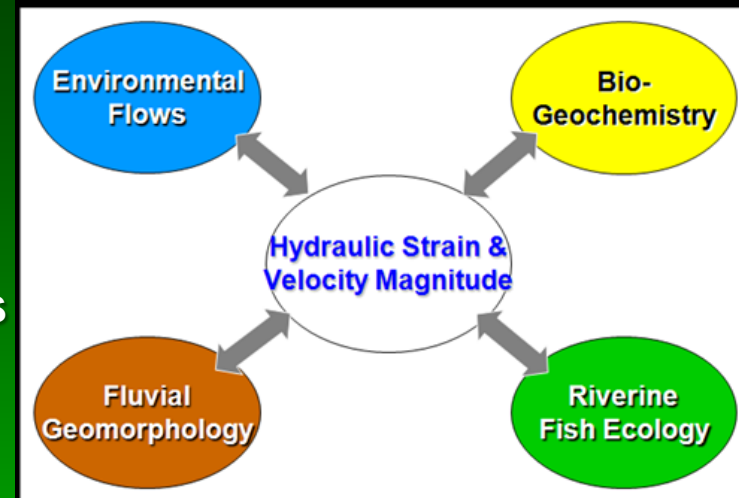 Environmental
Flows
Bio-
Geochemistry
Hydraulic Strain &
Velocity Magnitude
s
Fluvial
Geomorphology
Riverine
Fish Ecology